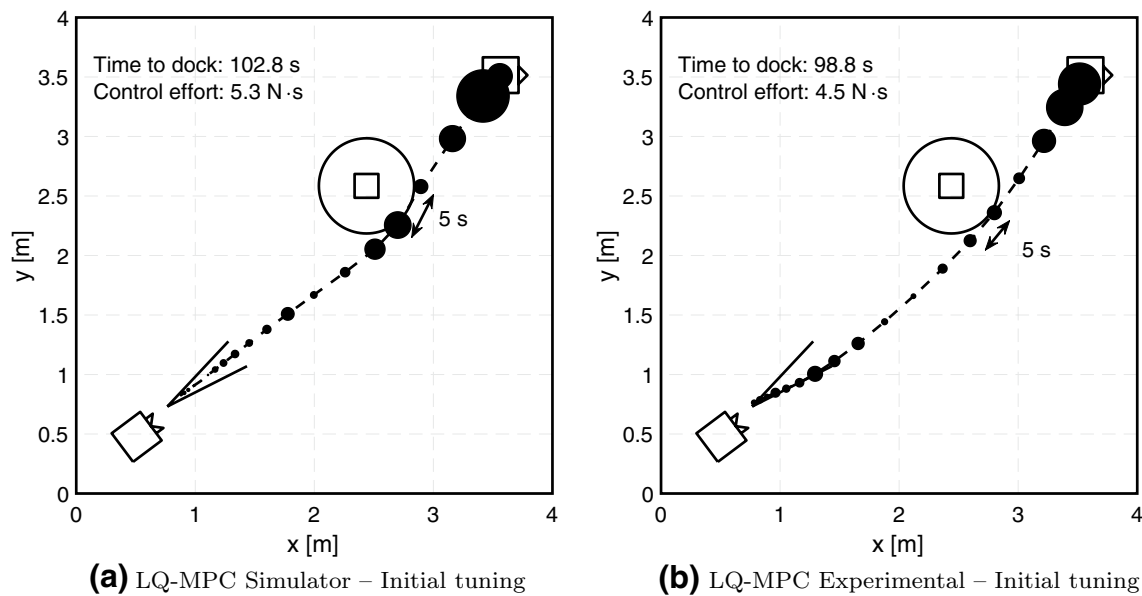 4
3.5
3
2.5
2
1.5
1
0.5
0
y [m]
Time to dock: 102.8 s
Control effort: 5.3 N·s
5 s
0 1 2 3 4
x [m]
(a) LQ-MPC Simulator – Initial tuning
4
3.5
3
2.5
2
1.5
1
0.5
0
y [m]
Time to dock: 98.8 s
Control effort: 4.5 N·s
5 s
0 1 2 3 4
x [m]
(b) LQ-MPC Experimental – Initial tuning